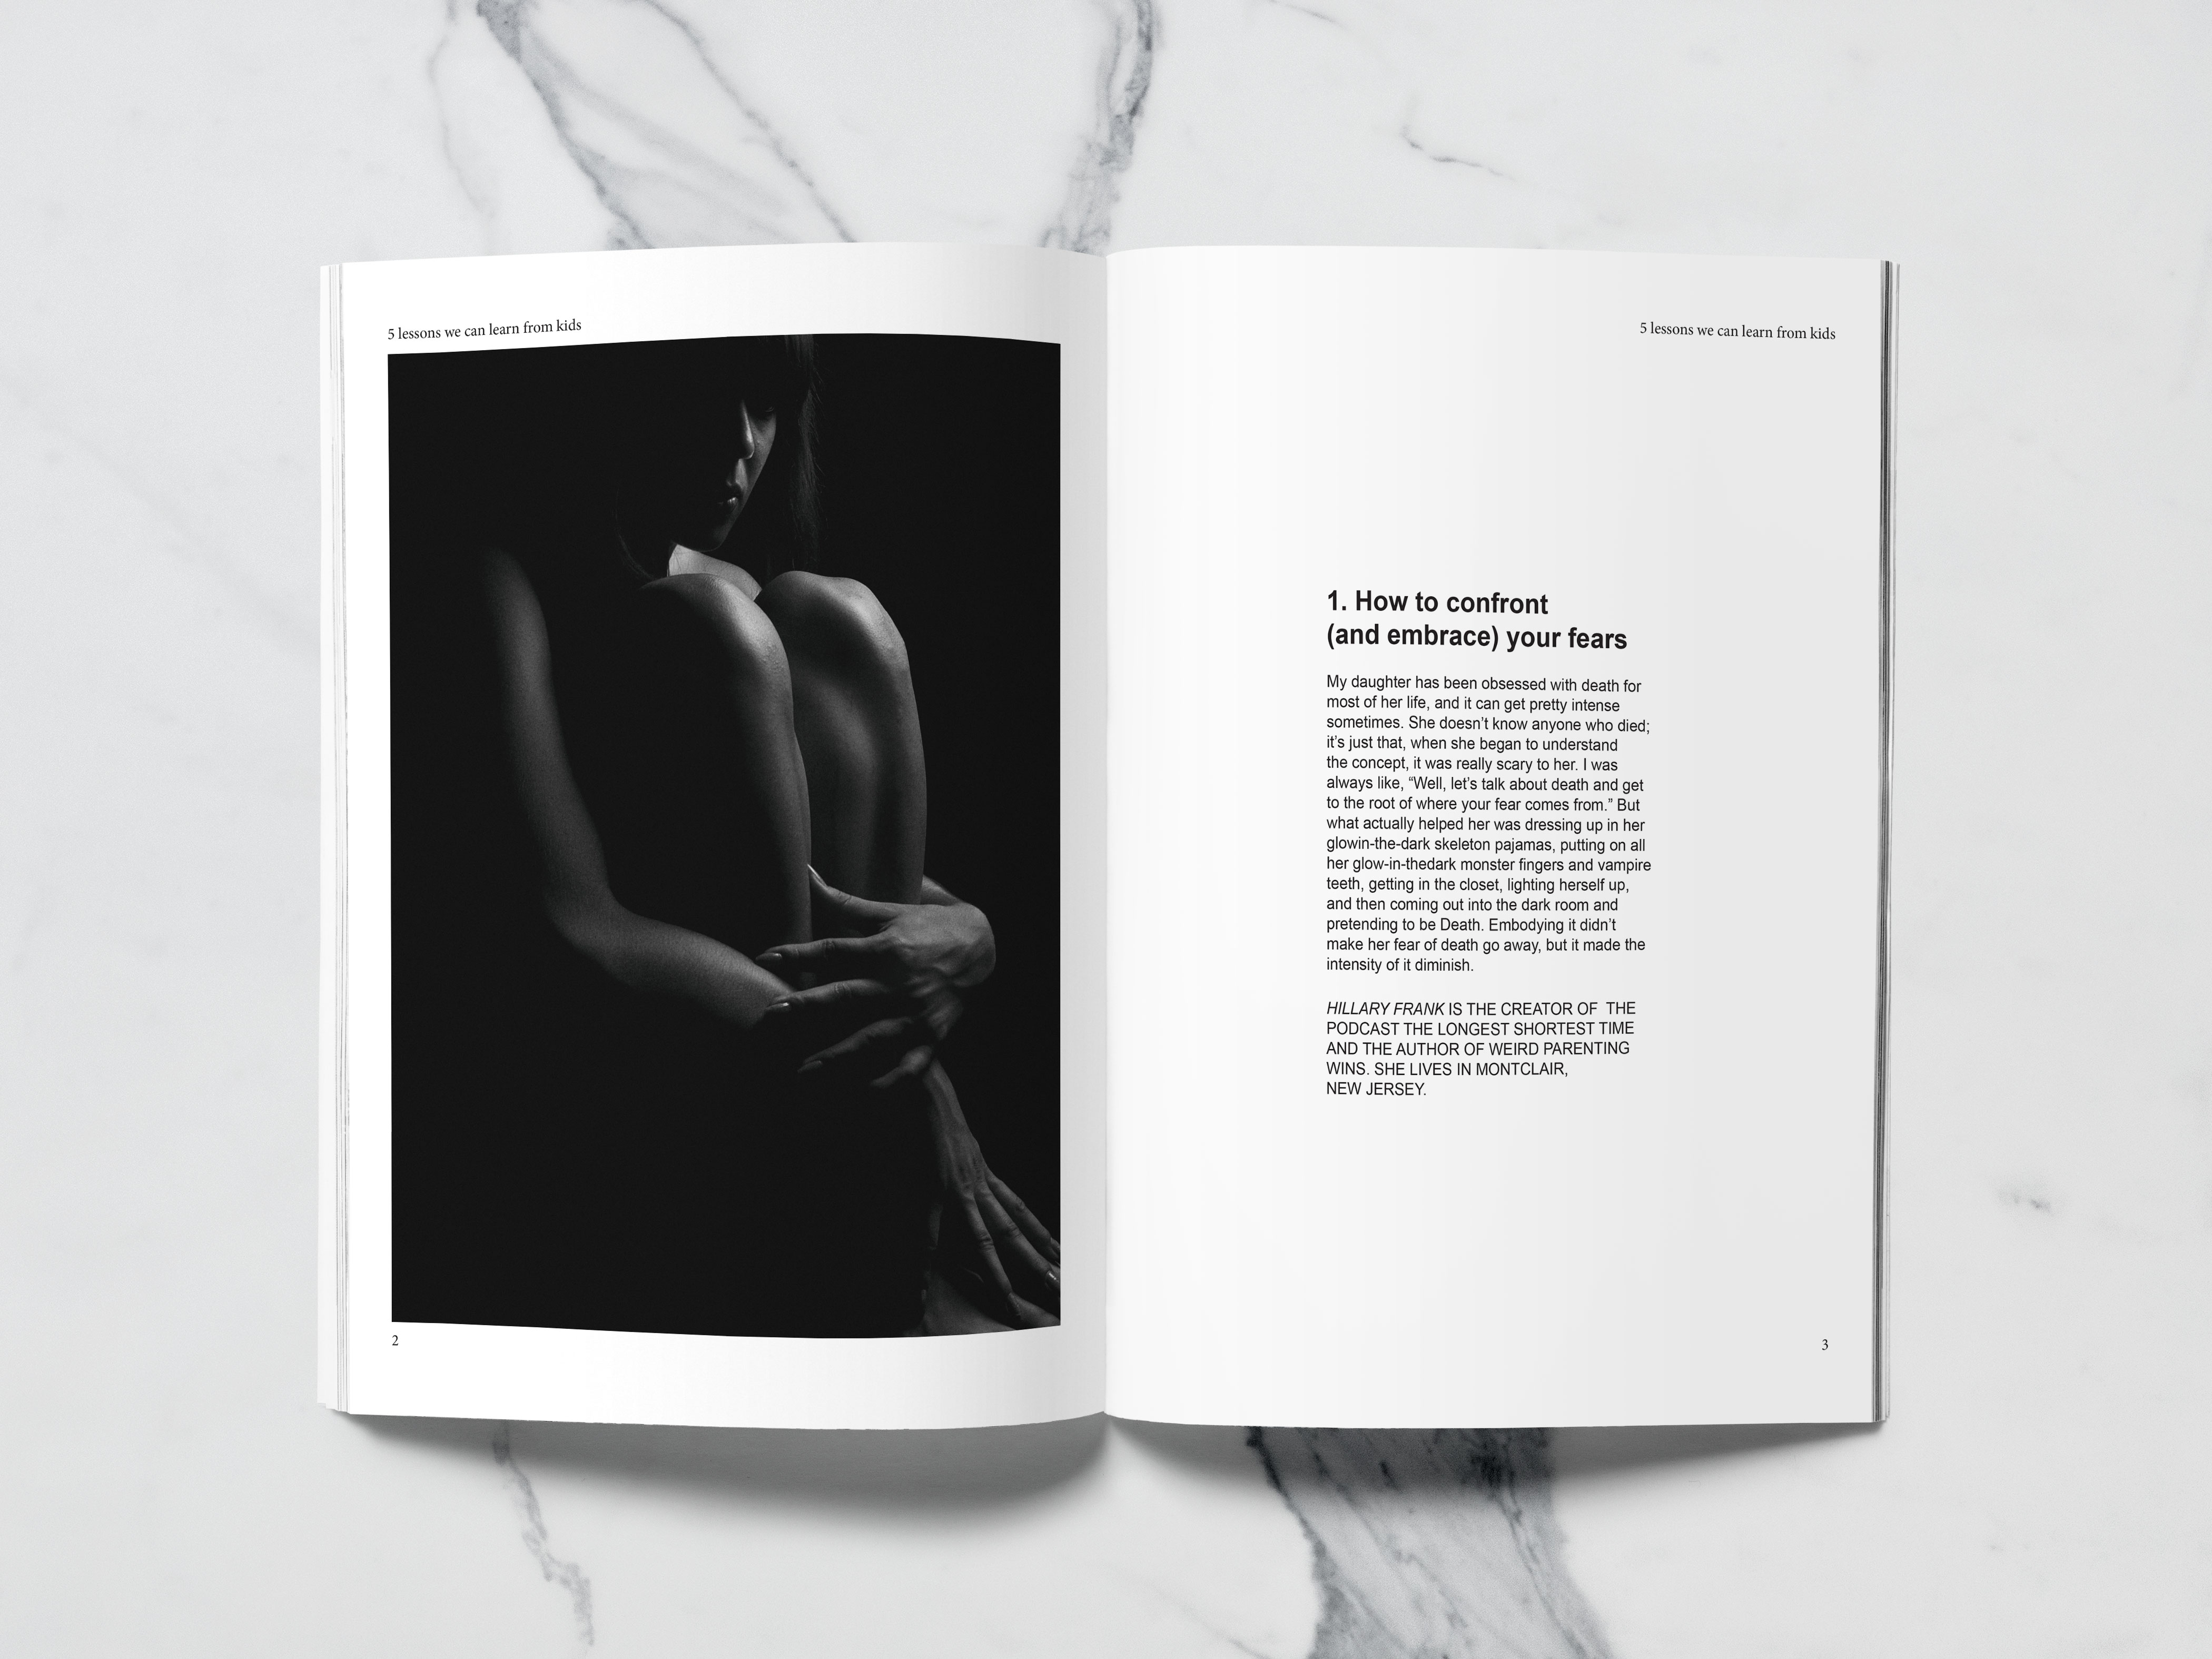 5 lessons we can learn from kids
2
5 lessons we can learn from kids
1. How to confront
(and embrace) your fears
My daughter has been obsessed with death for
most of her life, and it can get pretty intense
sometimes. She doesn’t know anyone who died;
it’s just that, when she began to understand
the concept, it was really scary to her. I was
always like, “Well, let’s talk about death and get
to the root of where your fear comes from.” But
what actually helped her was dressing up in her
glowin-the-dark skeleton pajamas, putting on all
her glow-in-thedark monster fingers and vampire
teeth, getting in the closet, lighting herself up,
and then coming out into the dark room and
pretending to be Death. Embodying it didn’t
make her fear of death go away, but it made the
intensity of it diminish.
HILLARY FRANK IS THE CREATOR OF  THE
PODCAST THE LONGEST SHORTEST TIME
AND THE AUTHOR OF WEIRD PARENTING
WINS. SHE LIVES IN MONTCLAIR,
NEW JERSEY.
3